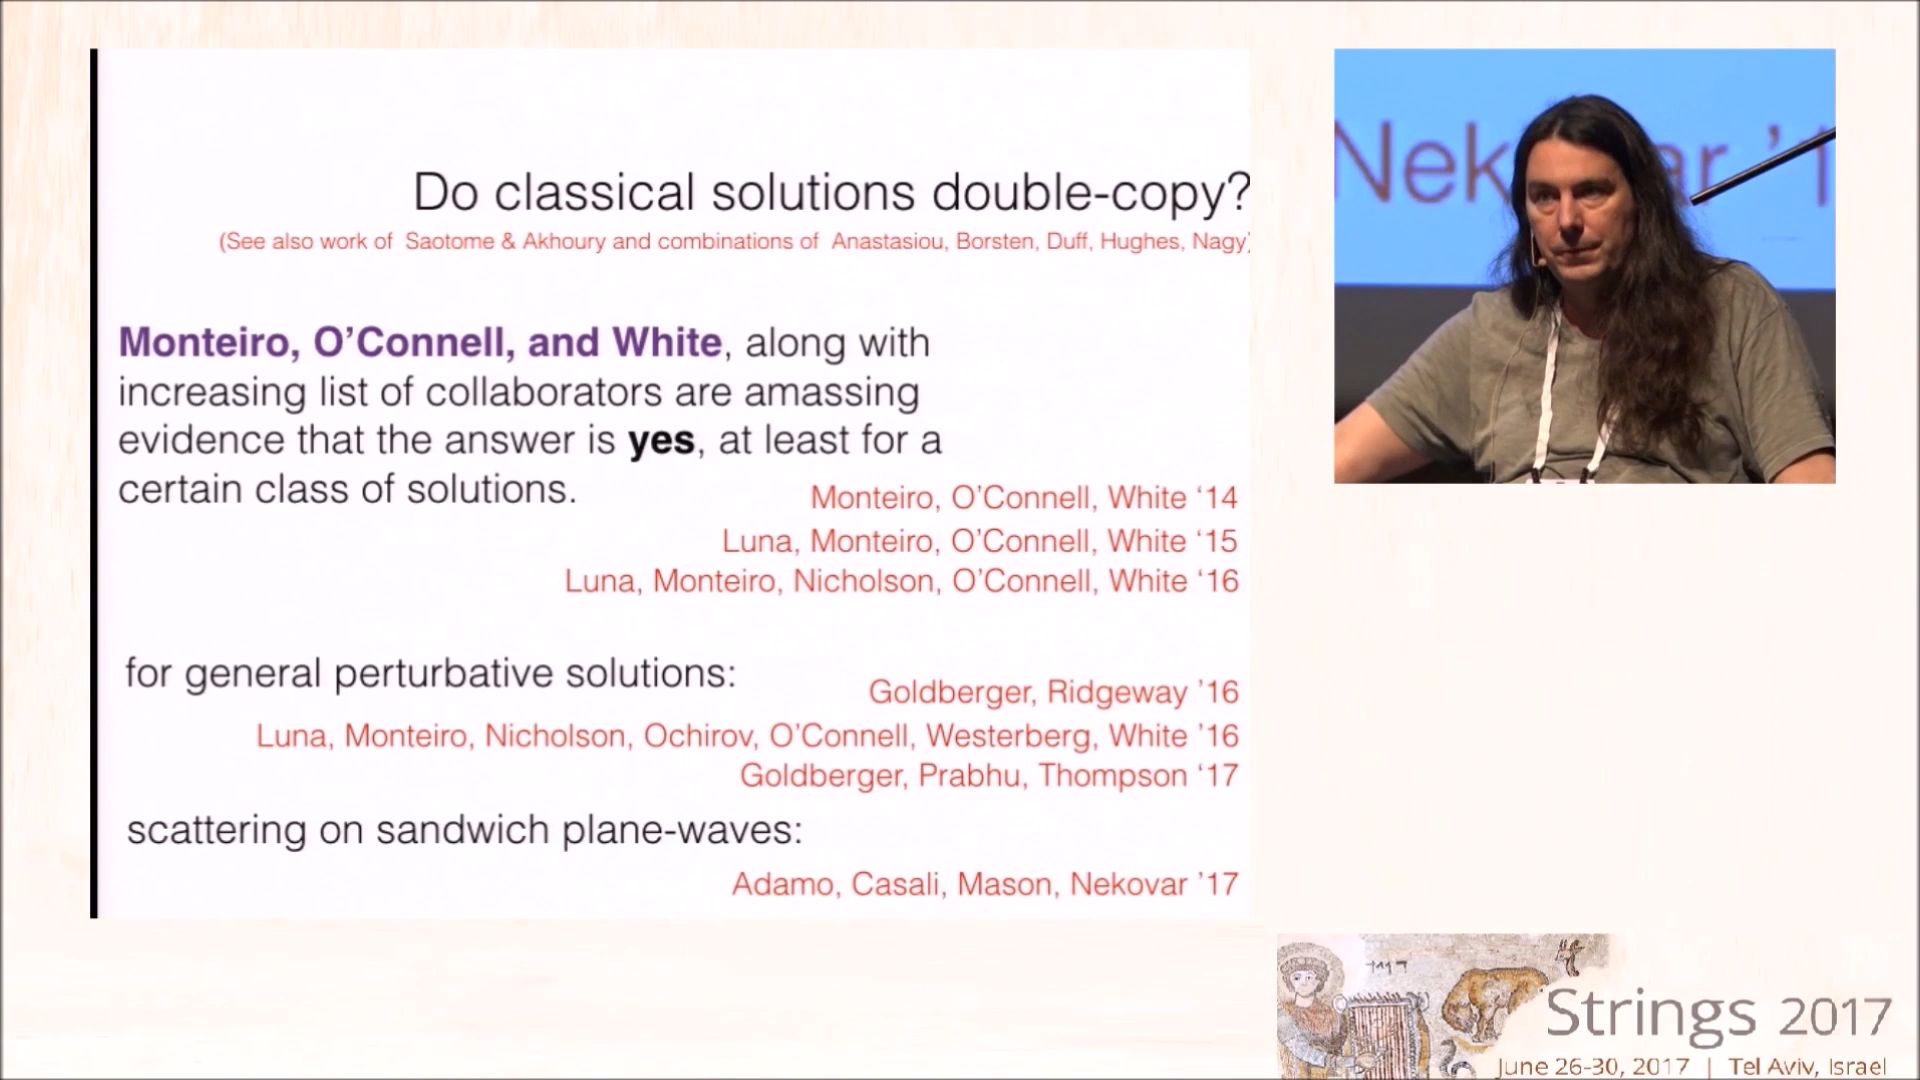 Do classical solutions double-copy?
(See also work of Saotome & Akhoury and combinations of Anastasiou, Borsten, Duff, Hughes, Nagy)
Monteiro, O’Connell, and White, along with
increasing list of collaborators are amassing
evidence that the answer is yes, at least for a
certain class of solutions.
Monteiro, O’Connell, White ‘14
Luna, Monteiro, O’Connell, White ‘15
Luna, Monteiro, Nicholson, O’Connell, White ‘16
for general perturbative solutions:
Goldberger, Ridgeway ’16
Luna, Monteiro, Nicholson, Ochirov, O’Connell, Westerberg, White ’16
Goldberger, Prabhu, Thompson ‘17
scattering on sandwich plane-waves:
Adamo, Casali, Mason, Nekovar ’17
Nek ar ’1
Strings 2017
June 26-30, 2017 | Tel Aviv, Israel